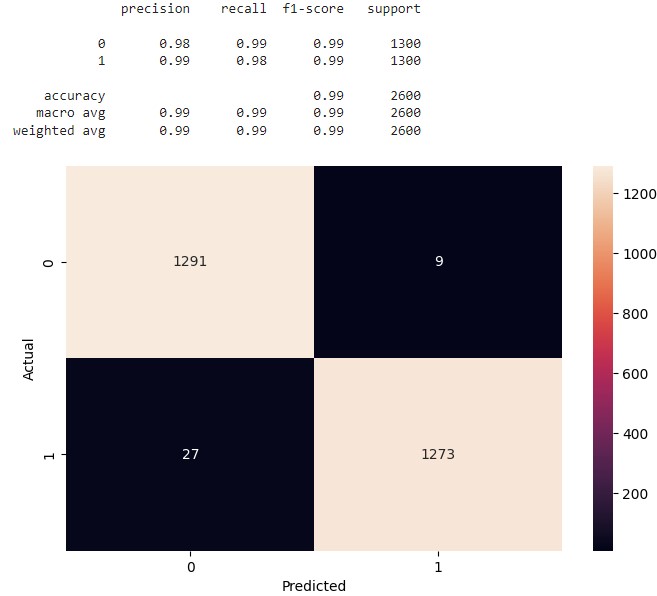 precision recall f1-score support
0 0.98 0.99 0.99 1300
1 0.99 0.98 0.99 1300
accuracy 0.99 2600
macro avg 0.99 0.99 0.99 2600
weighted avg 0.99 0.99 0.99 2600
1291 9
27 1273
0
1
Actual
0 1
Predicted
1200
1000
800
600
400
200